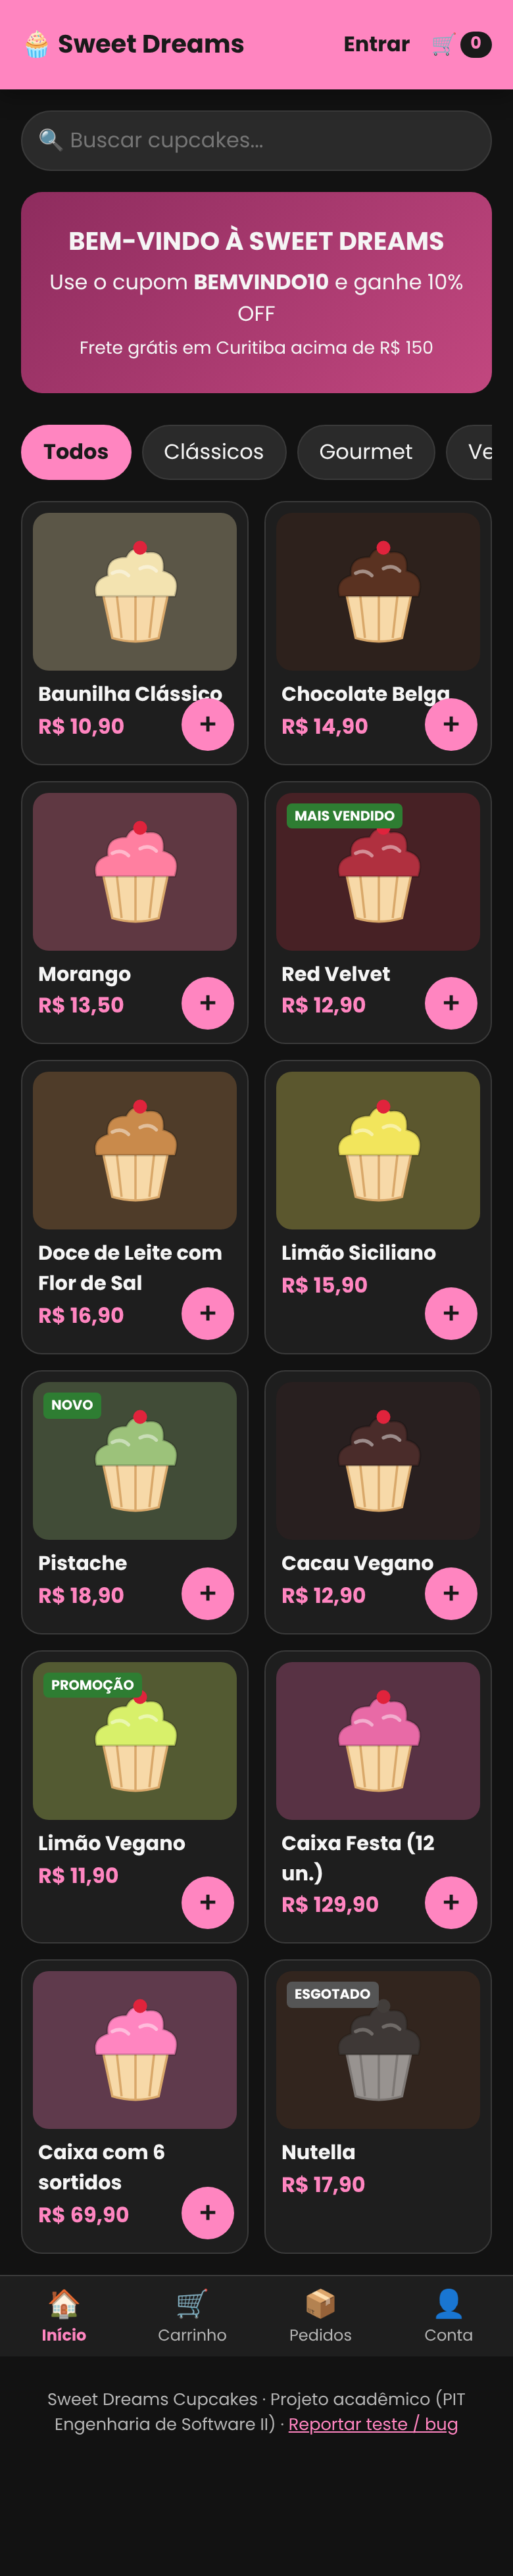 🧁 Sweet Dreams
Entrar 🛒 0
🔍 Buscar cupcakes...
BEM-VINDO À SWEET DREAMS
Use o cupom BEMVINDO10 e ganhe 10%
OFF
Frete grátis em Curitiba acima de R$ 150
Todos
Clássicos
Gourmet
Ve
Baunilha Clássico
R$ 10,90
+
Chocolate Belga
R$ 14,90
+
Morango
R$ 13,50
+
MAIS VENDIDO
Red Velvet
R$ 12,90
+
Doce de Leite com
Flor de Sal
R$ 16,90
+
Limão Siciliano
R$ 15,90
+
NOVO
Pistache
R$ 18,90
+
Cacau Vegano
R$ 12,90
+
PROMOÇÃO
Limão Vegano
R$ 11,90
+
Caixa Festa (12
un.)
R$ 129,90
+
Caixa com 6
sortidos
R$ 69,90
+
ESGOTADO
Nutella
R$ 17,90
Início
Carrinho
Pedidos
Conta
Sweet Dreams Cupcakes · Projeto acadêmico (PIT
Engenharia de Software II) · Reportar teste / bug